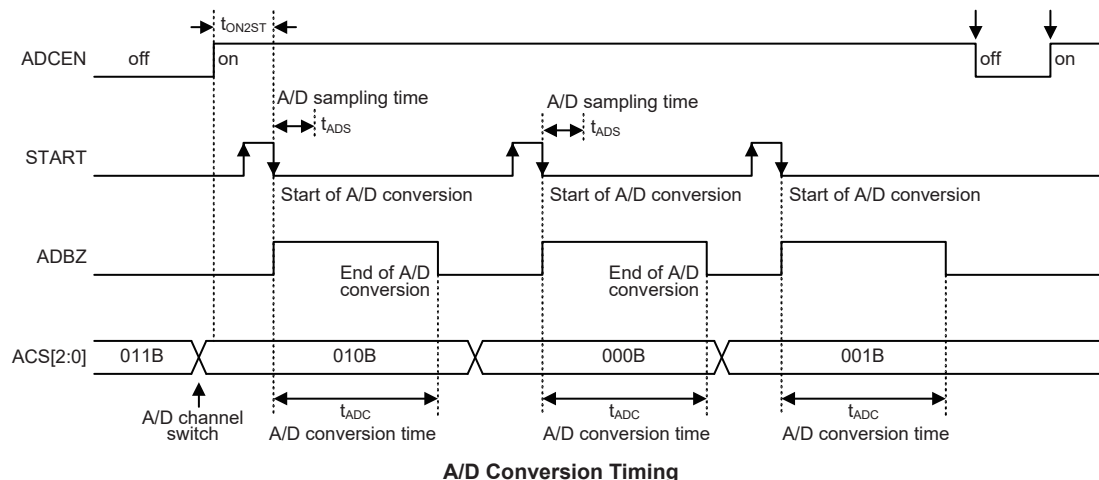 tON2ST
ADCEN off on off on
A/D sampling time A/D sampling time
tADS tADS
START
Start of A/D conversion Start of A/D conversion Start of A/D conversion
ADBZ
End of A/D conversion End of A/D conversion
ACS[2:0] 011B 010B 000B 001B
A/D channel switch
tADC tADC tADC
A/D conversion time A/D conversion time A/D conversion time
A/D Conversion Timing